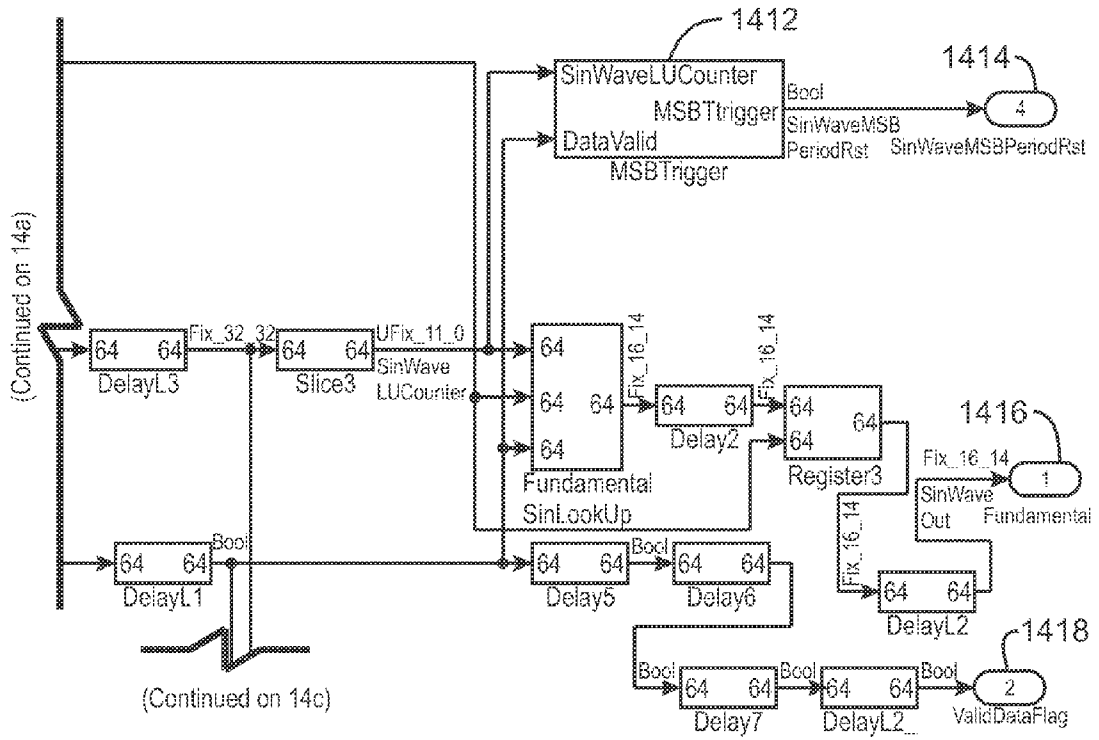 1412
1414
SinWaveLUCounter
Bool
MSBTtrigger
4
SinWaveMSB
PeriodRst
SinWaveMSBPeriodRst
DataValid
MSBTrigger
(Continued on 14a)
64 64
DelayL3
Fix_32_32
64 64
Slice3
UFix_11_0
SinWave
LUCounter
64
64 64
64
Fundamental
SinLookUp
Fix_16_14
64 64
Delay2
Fix_16_14
64
64
64
Register3
1416
Fix_16_14
1
SinWave
Out
Fundamental
Fix_16_14
64 64
DelayL2
64 64
DelayL1
Bool
64 64
Delay5
Bool
64 64
Delay6
1418
(Continued on 14c)
Bool
64 64
Delay7
Bool
64 64
DelayL2_
Bool
2
ValidDataFlag